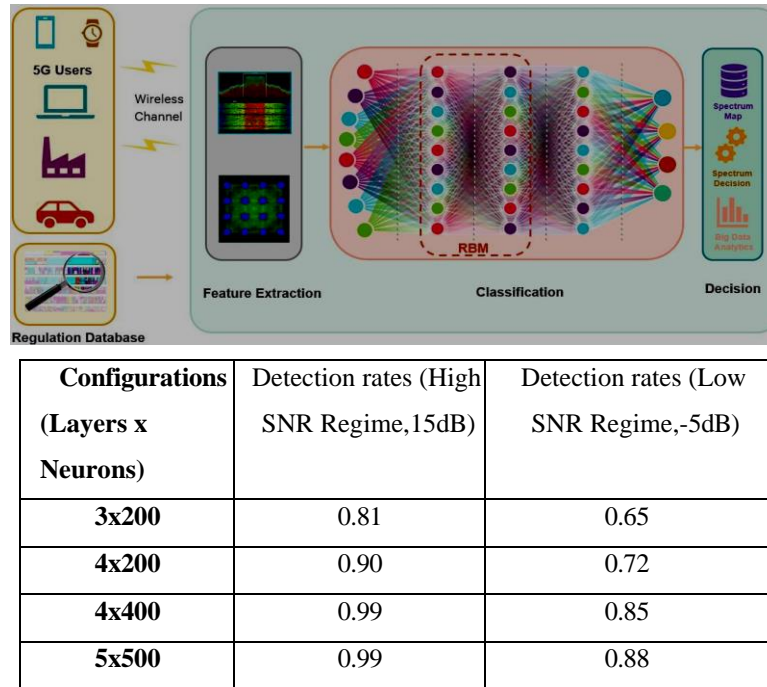 5G Users
Wireless
Channel
RBM
Feature Extraction
Classification
Spectrum
Map
Spectrum
Decision
Big Data
Analytics
Decision
Regulation Database
Configurations
(Layers x
Neurons)
Detection rates (High
SNR Regime,15dB)
Detection rates (Low
SNR Regime,-5dB)
3x200 0.81 0.65
4x200 0.90 0.72
4x400 0.99 0.85
5x500 0.99 0.88